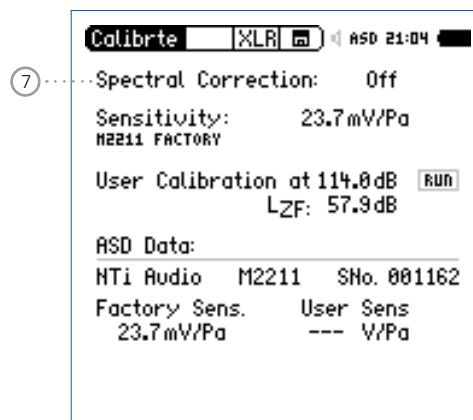 Calibrte XLR ASD 21:04
7 Spectral Correction: Off
Sensitivity: 23.7mV/Pa
M2211 FACTORY
User Calibration at 114.0dB RUN
LZF: 57.9dB
ASD Data:
NTi Audio M2211 SNo. 001162
Factory Sens. User Sens
23.7mV/Pa --- V/Pa